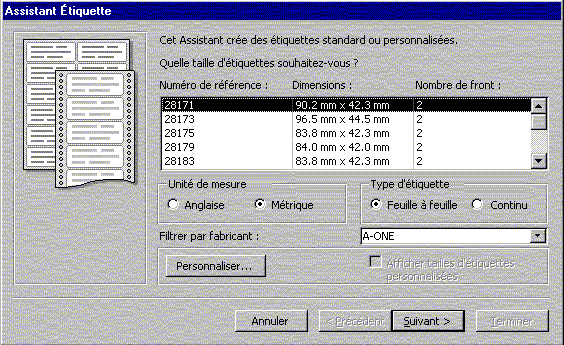 Assistant Étiquette
Cet Assistant crée des étiquettes standard ou personnalisées.
Quelle taille d'étiquettes souhaitez-vous ?
Numéro de référence : Dimensions : Nombre de front :
28171 90.2 mm x 42.3 mm 2
28173 96.5 mm x 44.5 mm 2
28175 83.8 mm x 42.3 mm 2
28179 84.0 mm x 42.0 mm 2
28183 83.8 mm x 42.3 mm 2
Unité de mesure Type d'étiquette
Anglaise Métrique Feuille à feuille Continu
Filtrer par fabricant : A-ONE
Personnaliser... Afficher tailles d'étiquettes
personnalisées
Annuler < Précédent Suivant > Terminer